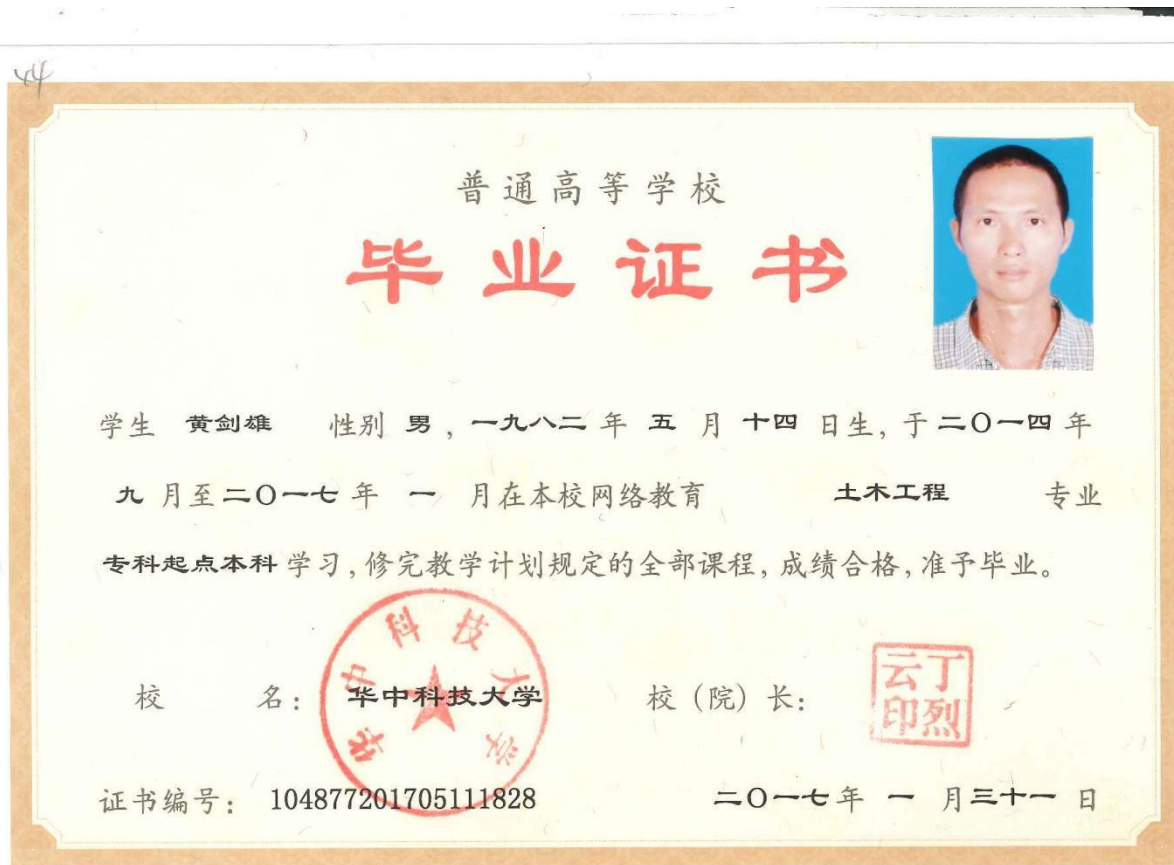 普通高等学校
毕业证书
学生 黄剑雄 性别 男, 一九八二 年 五 月 十四 日生, 于 二〇一四 年
九 月至 二〇一七 年 一 月在本校网络教育 土木工程 专业
专科起点本科 学习, 修完教学计划规定的全部课程, 成绩合格, 准予毕业。
校 名: 华中科技大学 校（院）长:
华中科技大学
丁烈云印
证书编号: 104877201705111828 二〇一七 年 一 月 三十一 日